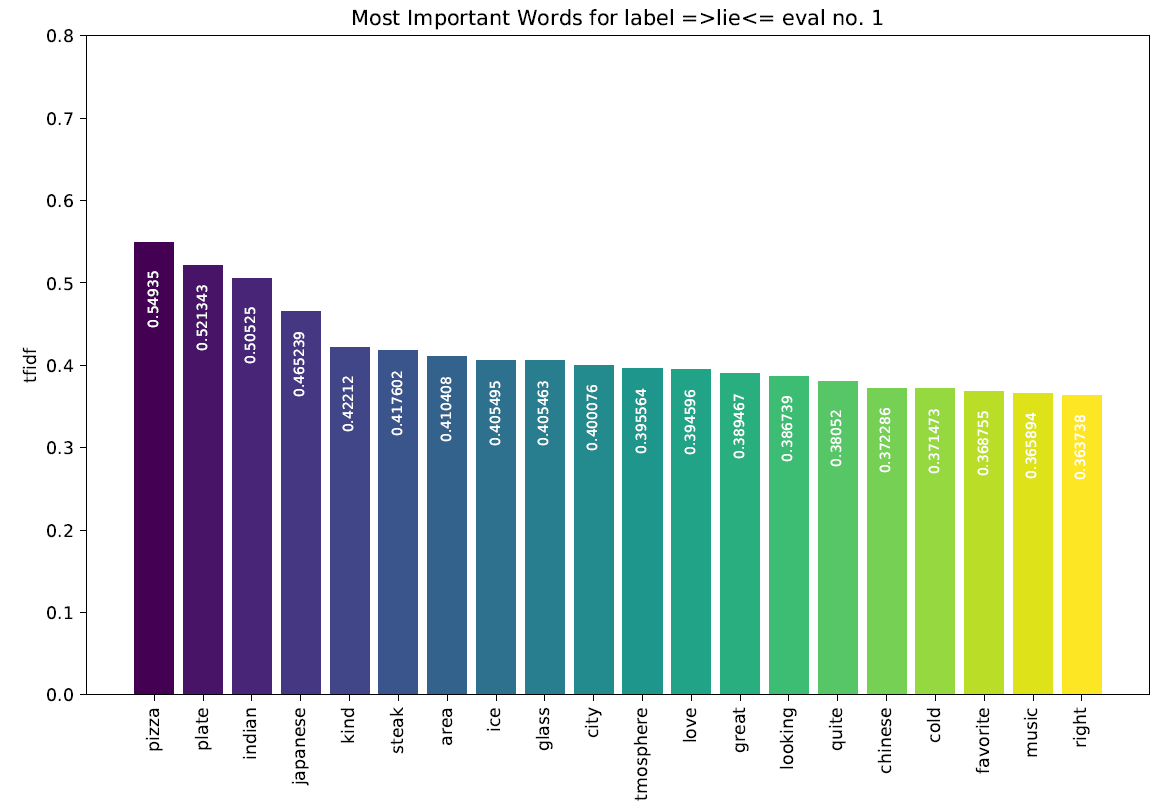 Most Important Words for label =>lie<= eval no. 1
0.8
0.7
0.6
0.5
0.4
0.3
0.2
0.1
0.0
tfidf
0.54935
0.521343
0.50525
0.465239
0.42212
0.417602
0.410408
0.405495
0.405463
0.400076
0.395564
0.394596
0.389467
0.386739
0.38052
0.372286
0.371473
0.368755
0.365894
0.363738
pizza
plate
indian
japanese
kind
steak
area
ice
glass
city
tmosphere
love
great
looking
quite
chinese
cold
favorite
music
right